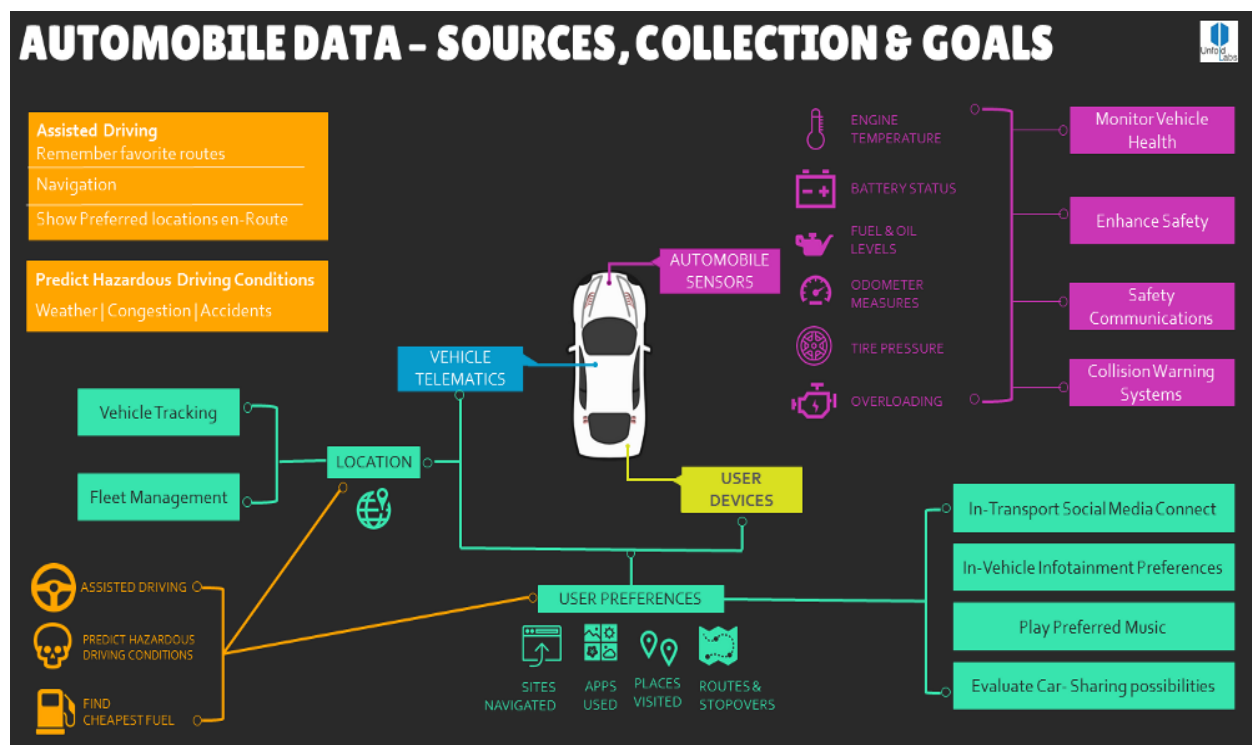 AUTOMOBILE DATA – SOURCES, COLLECTION & GOALS
Unfold
Labs
Assisted Driving
Remember favorite routes
Navigation
Show Preferred locations en-Route
Predict Hazardous Driving Conditions
Weather | Congestion | Accidents
ENGINE
TEMPERATURE
BATTERY STATUS
FUEL & OIL
LEVELS
ODOMETER
MEASURES
TIRE PRESSURE
OVERLOADING
Monitor Vehicle
Health
Enhance Safety
Safety
Communications
Collision Warning
Systems
AUTOMOBILE
SENSORS
VEHICLE
TELEMATICS
USER
DEVICES
Vehicle Tracking
Fleet Management
LOCATION
ASSISTED DRIVING
PREDICT HAZARDOUS
DRIVING CONDITIONS
FIND
CHEAPEST FUEL
USER PREFERENCES
SITES
NAVIGATED
APPS
USED
PLACES
VISITED
ROUTES &
STOPOVERS
In-Transport Social Media Connect
In-Vehicle Infotainment Preferences
Play Preferred Music
Evaluate Car- Sharing possibilities